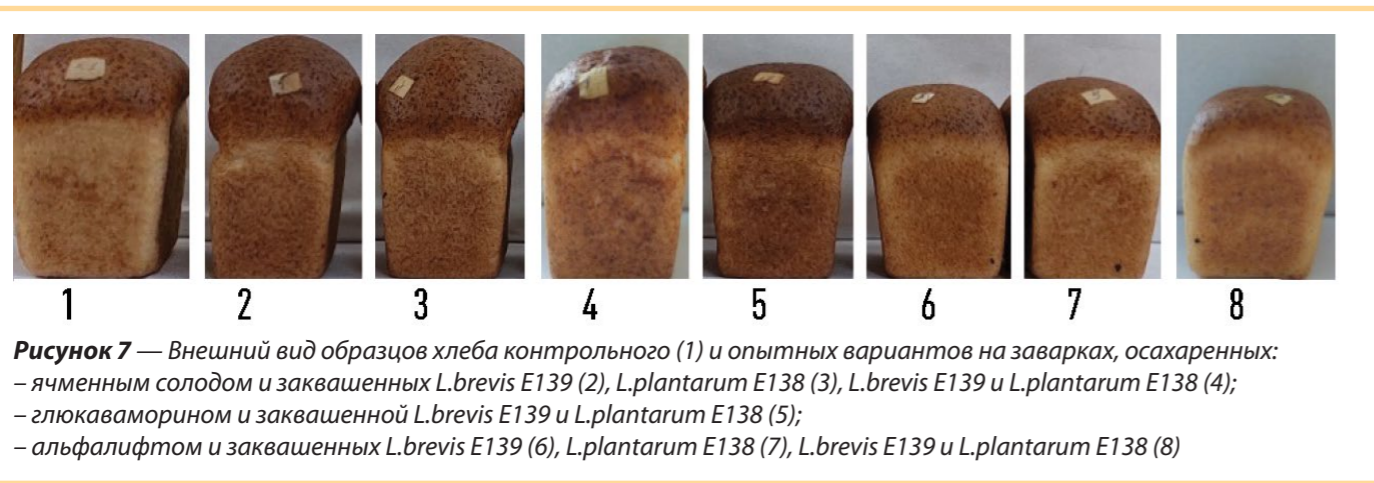 1 2 3 4 5 6 7 8
Рисунок 7 — Внешний вид образцов хлеба контрольного (1) и опытных вариантов на заварках, осахаренных:
– ячменным солодом и заквашенных L.brevis E139 (2), L.plantarum E138 (3), L.brevis E139 и L.plantarum E138 (4);
– глюкаваморином и заквашенной L.brevis E139 и L.plantarum E138 (5);
– альфалифтом и заквашенных L.brevis E139 (6), L.plantarum E138 (7), L.brevis E139 и L.plantarum E138 (8)